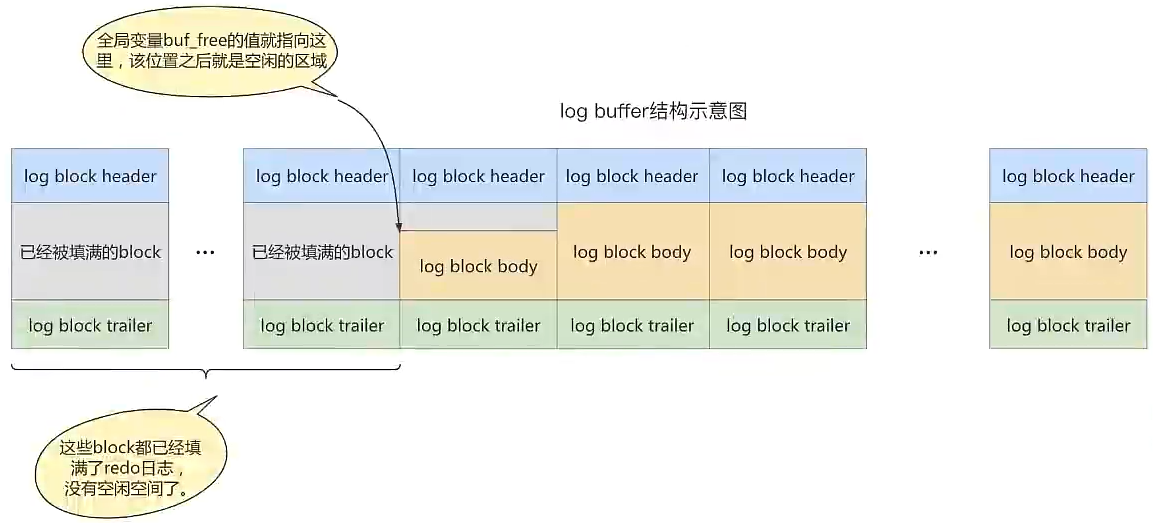 全局变量buf_free的值就指向这
里，该位置之后就是空闲的区域
log buffer结构示意图
log block header
log block header
log block header
log block header
log block header
log block header
已经被填满的block
...
已经被填满的block
log block body
log block body
log block body
...
log block body
log block trailer
log block trailer
log block trailer
log block trailer
log block trailer
log block trailer
这些block都已经填
满了redo日志，
没有空闲空间了。